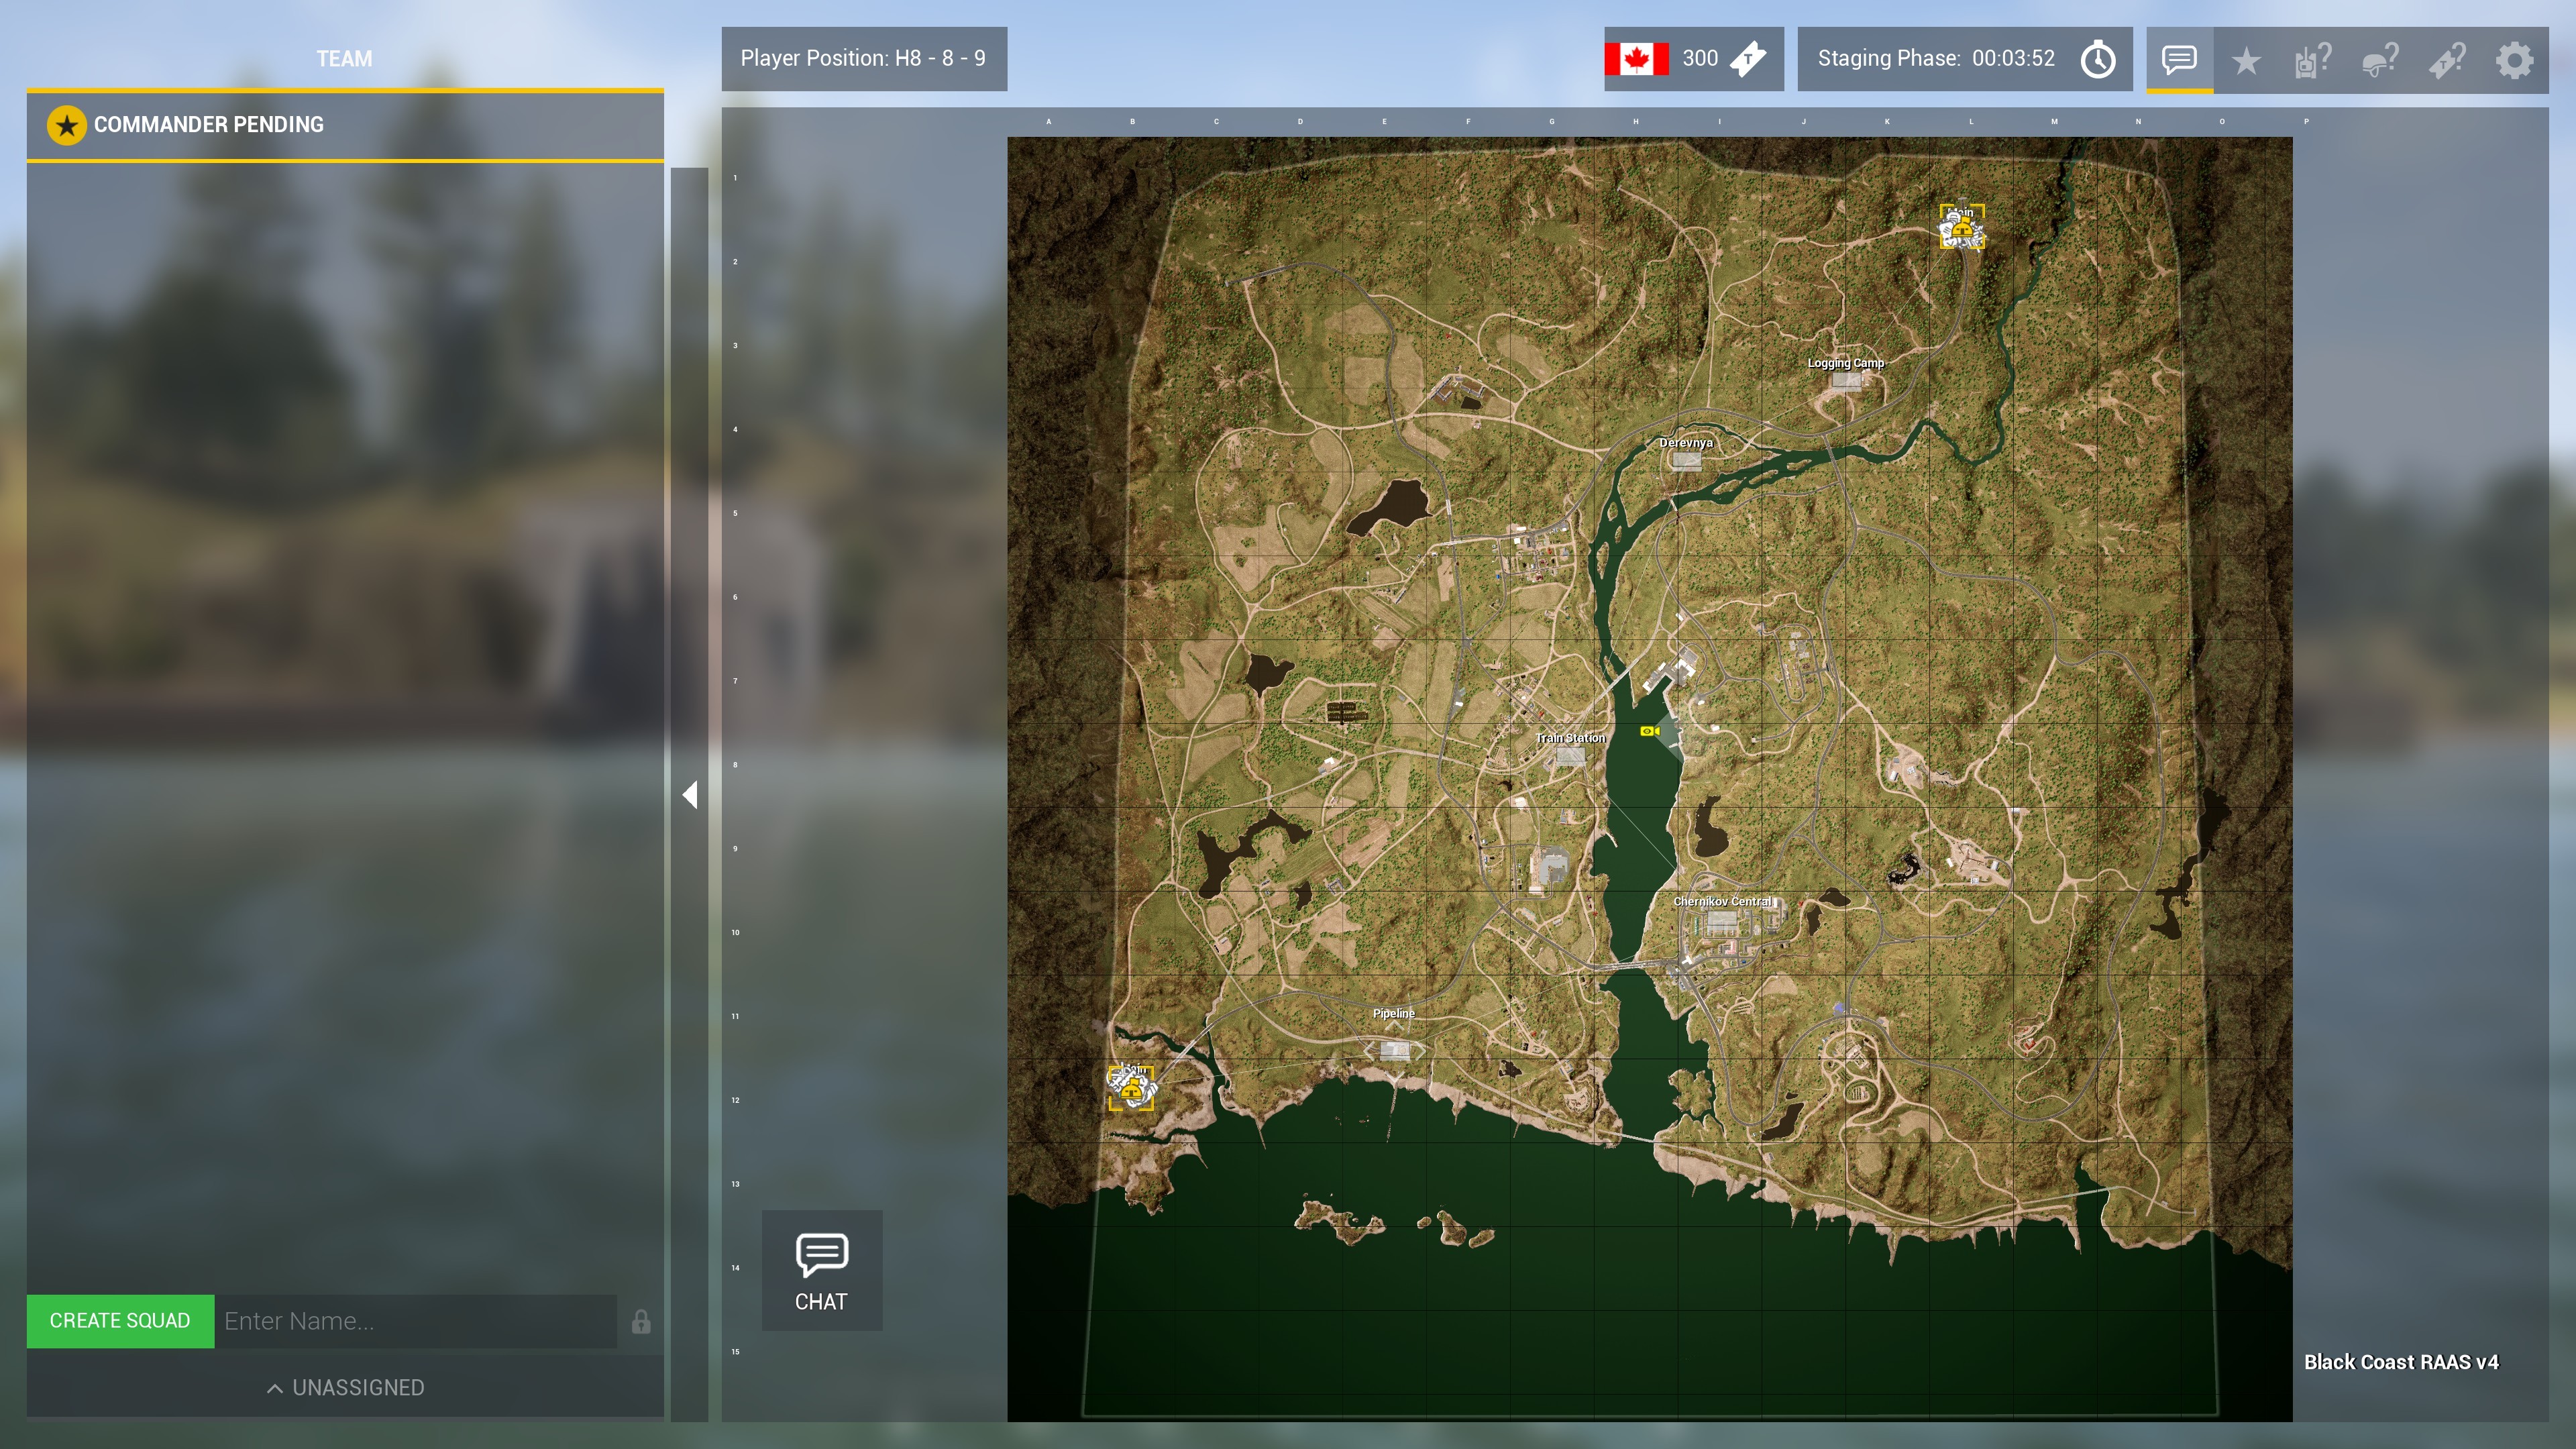 TEAM
Player Position: H8 - 8 - 9
300
T
Staging Phase: 00:03:52
COMMANDER PENDING
A B C D E F G H I J K L M N O P
1
2
3
4
5
6
7
8
9
10
11
12
13
14
15
Main
Logging Camp
Derevnya
Train Station
Chernikov Central
Pipeline
Main
CHAT
CREATE SQUAD
Enter Name...
UNASSIGNED
Black Coast RAAS v4